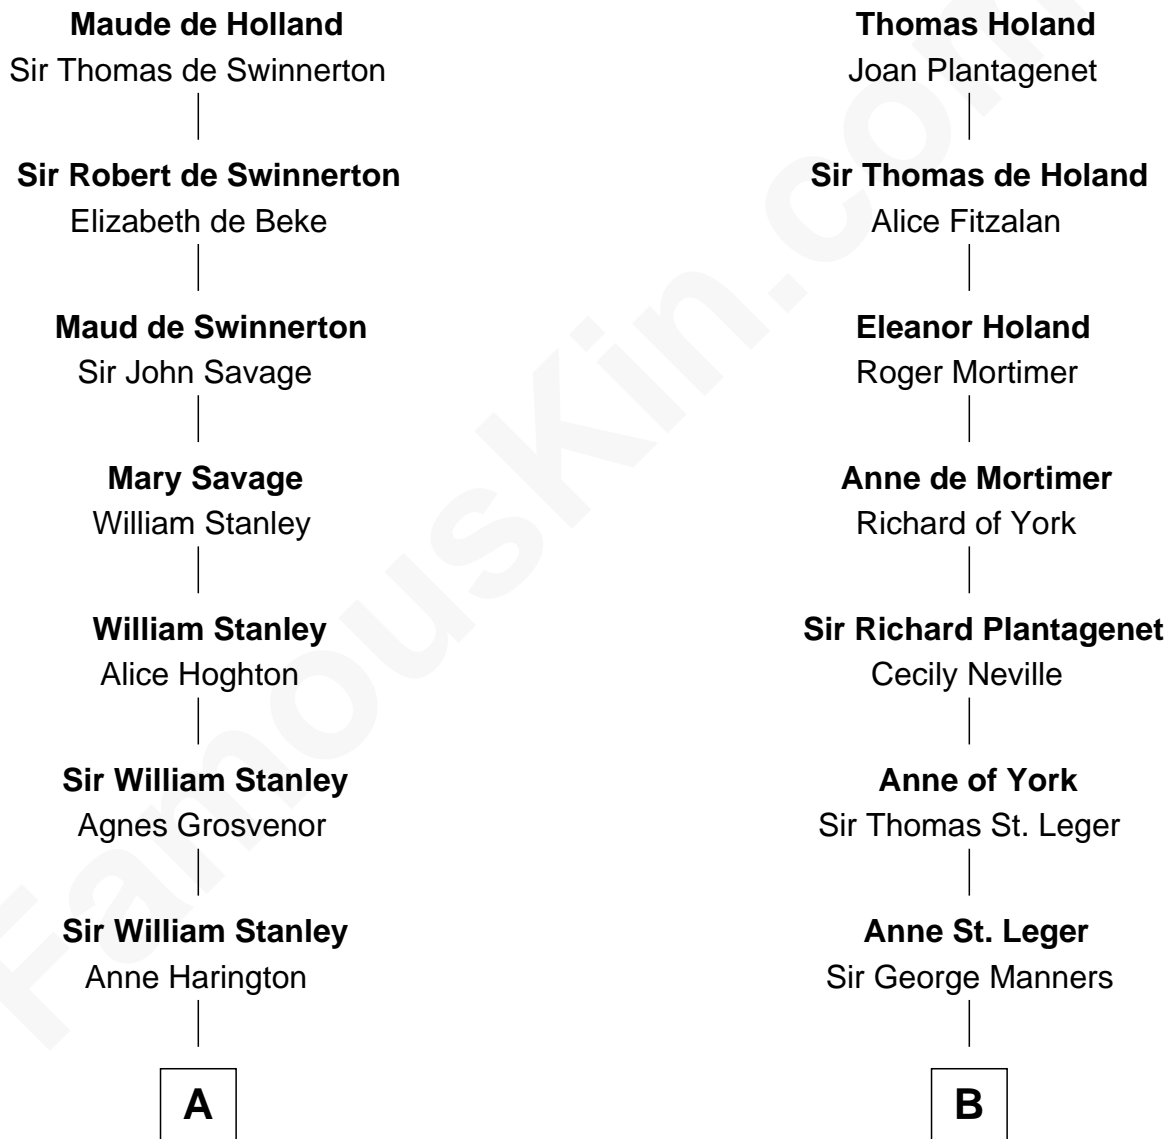 Maude de Holland
Sir Thomas de Swinnerton
Sir Robert de Swinnerton
Elizabeth de Beke
Maud de Swinnerton
Sir John Savage
Mary Savage
William Stanley
William Stanley
Alice Hoghton
Sir William Stanley
Agnes Grosvenor
Sir William Stanley
Anne Harington
A
Thomas Holand
Joan Plantagenet
Sir Thomas de Holand
Alice Fitzalan
Eleanor Holand
Roger Mortimer
Anne de Mortimer
Richard of York
Sir Richard Plantagenet
Cecily Neville
Anne of York
Sir Thomas St. Leger
Anne St. Leger
Sir George Manners
B
FamousKin.com